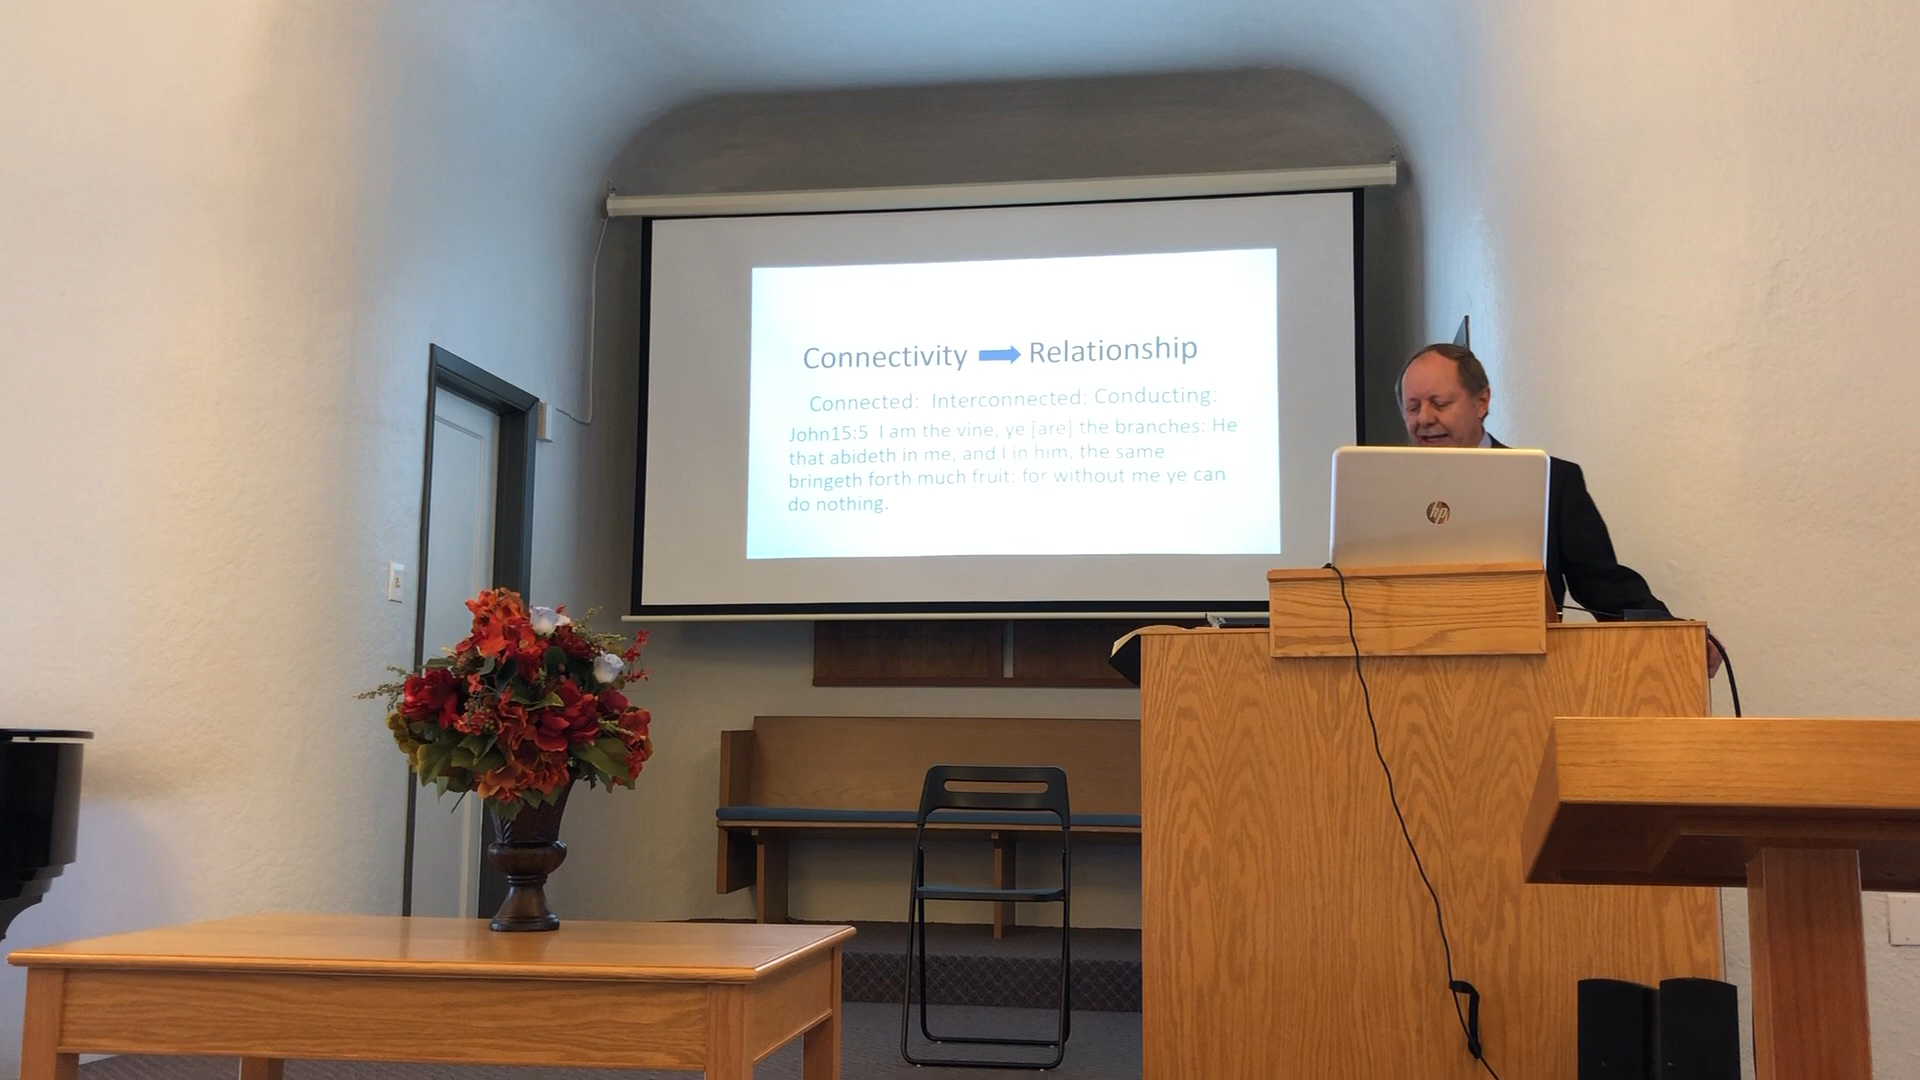 Connectivity Relationship
Connected: Interconnected: Conducting:
John15:5 I am the vine, ye [are] the branches: He
that abideth in me, and I in him, the same
bringeth forth much fruit: for without me ye can
do nothing.
hp